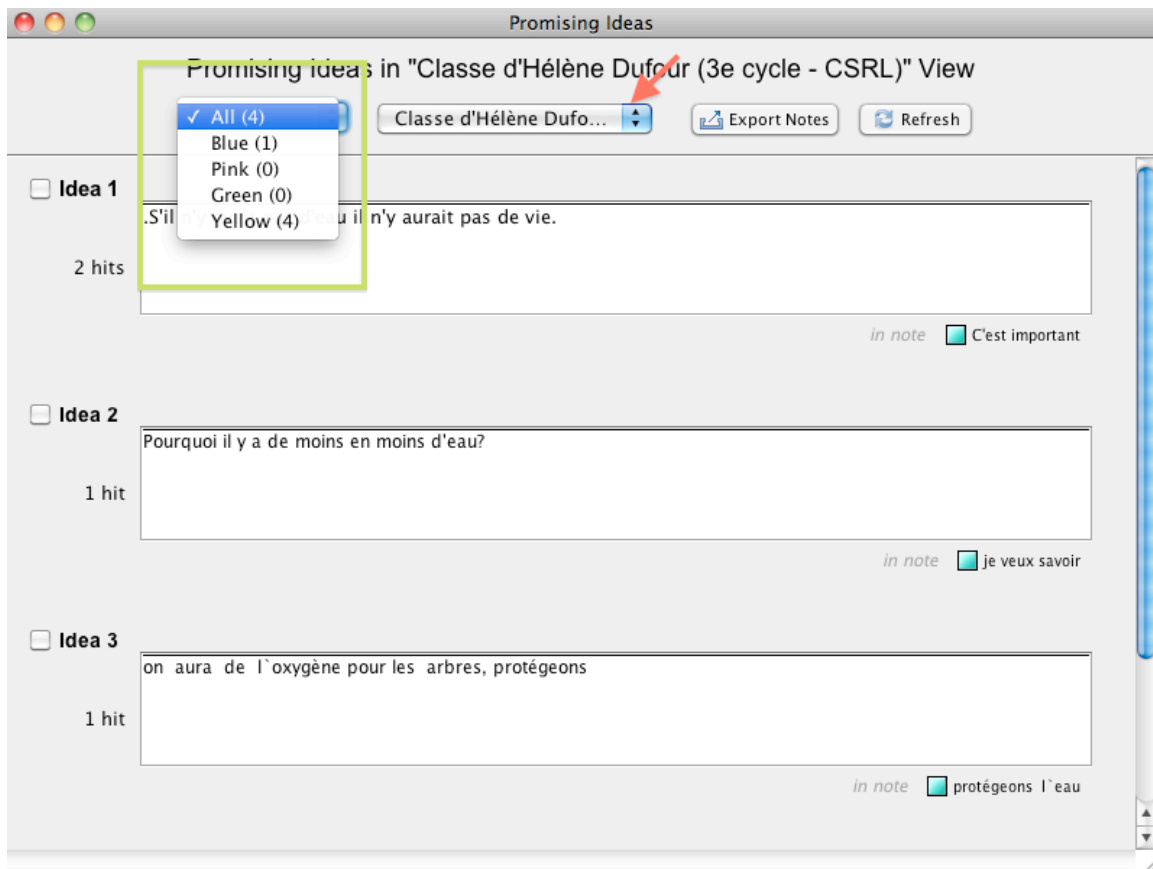 Promising Ideas
Promising Ideas in "Classe d'Hélène Dufour (3e cycle - CSRL)" View
✓ All (4) Classe d'Hélène Dufo... Export Notes Refresh
Blue (1)
Pink (0)
Green (0)
Yellow (4)
Idea 1
.S'il n'y d'eau il n'y aurait pas de vie.
2 hits
in note C'est important
Idea 2
Pourquoi il y a de moins en moins d'eau?
1 hit
in note je veux savoir
Idea 3
on aura de l`oxygène pour les arbres, protégeons
1 hit
in note protégeons l`eau